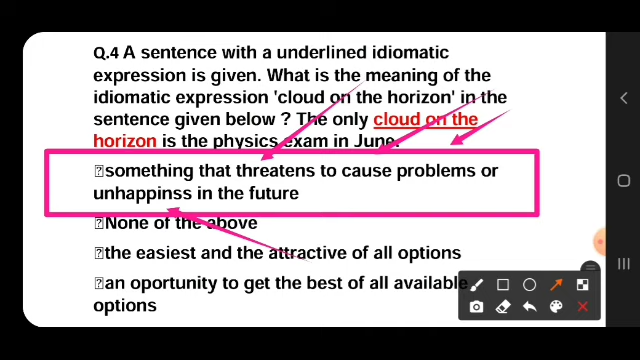 Q.4 A sentence with a underlined idiomatic
expression is given. What is the meaning of the
idiomatic expression 'cloud on the horizon' in the
sentence given below ? The only cloud on the
horizon is the physics exam in June.
something that threatens to cause problems or
unhappinss in the future
None of the above
the easiest and the attractive of all options
an oportunity to get the best of all available
options